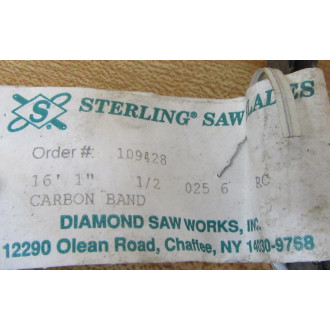 S.
STERLING® SAW BLADES
Order #: 109428
16' 1" 1/2 025 6 RC
CARBON BAND
DIAMOND SAW WORKS, INC.
12290 Olean Road, Chaffee, NY 14030-9768